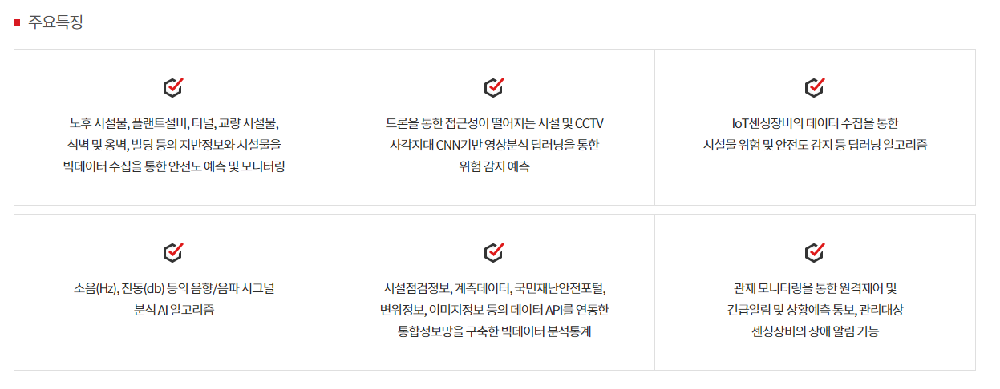 주요특징
노후 시설물, 플랜트설비, 터널, 교량 시설물,
석벽 및 옹벽, 빌딩 등의 지반정보와 시설물을
빅데이터 수집을 통한 안전도 예측 및 모니터링
드론을 통한 접근성이 떨어지는 시설 및 CCTV
사각지대 CNN기반 영상분석 딥러닝을 통한
위험 감지 예측
IoT센싱장비의 데이터 수집을 통한
시설물 위험 및 안전도 감지 등 딥러닝 알고리즘
소음(Hz), 진동(db) 등의 음향/음파 시그널
분석 AI 알고리즘
시설점검정보, 계측데이터, 국민재난안전포털,
변위정보, 이미지정보 등의 데이터 API를 연동한
통합정보망을 구축한 빅데이터 분석통계
관제 모니터링을 통한 원격제어 및
긴급알림 및 상황예측 통보, 관리대상
센싱장비의 장애 알림 기능